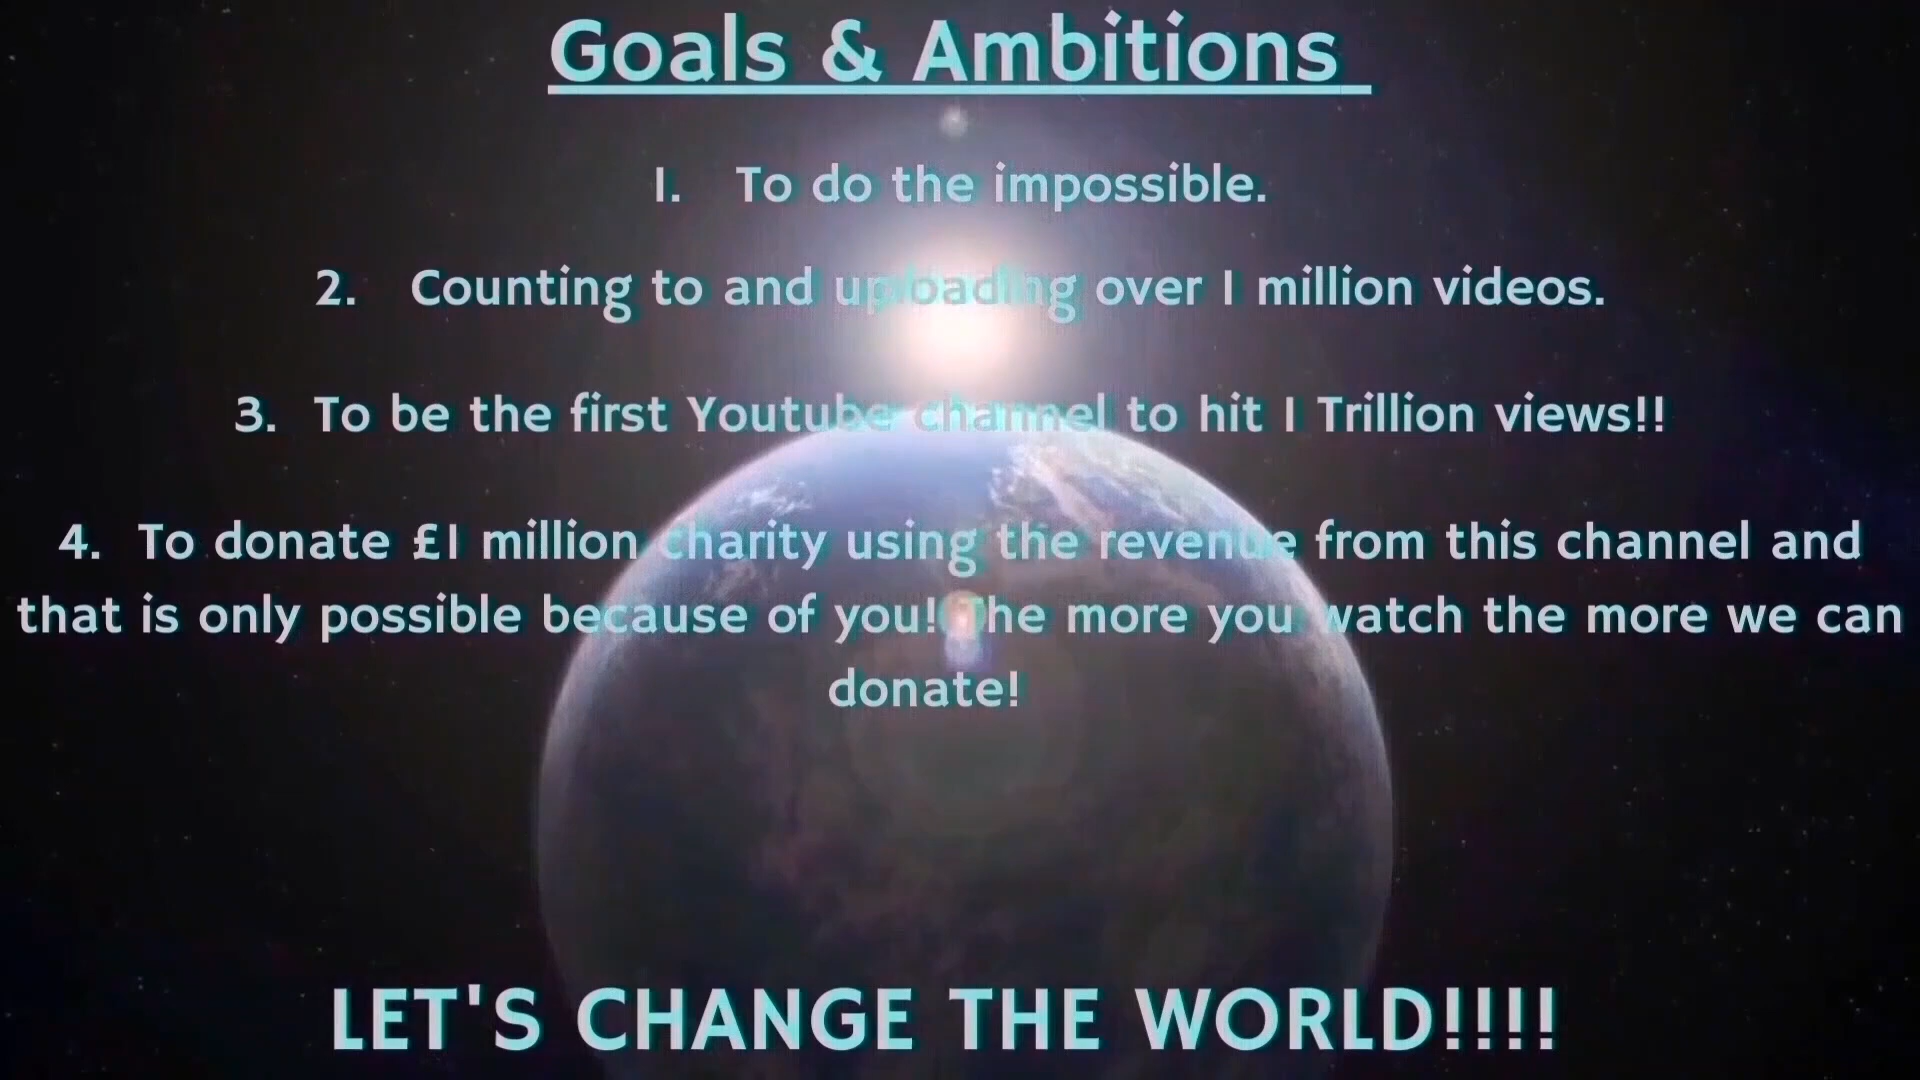 Goals & Ambitions
1. To do the impossible.
2. Counting to and uploading over 1 million videos.
3. To be the first Youtube channel to hit 1 Trillion views!!
4. To donate £1 million charity using the revenue from this channel and
that is only possible because of you! The more you watch the more we can
donate!
LET'S CHANGE THE WORLD!!!!